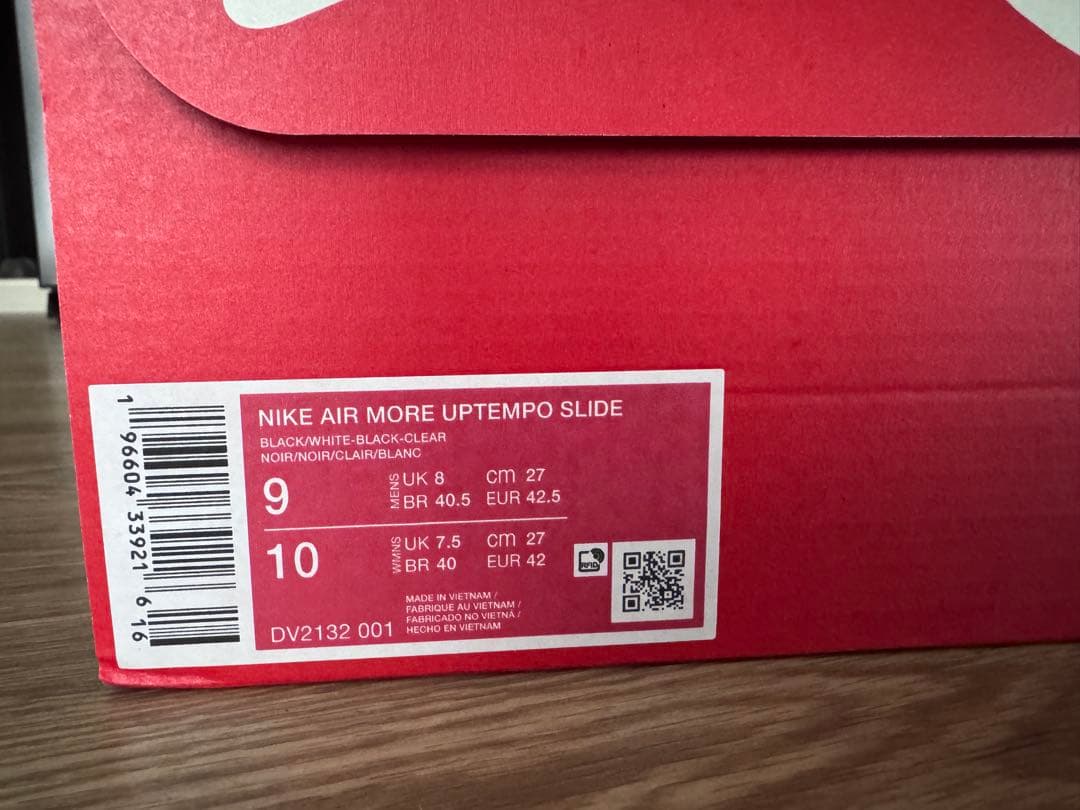 NIKE AIR MORE UPTEMPO SLIDE
BLACK/WHITE-BLACK-CLEAR
NOIR/NOIR/CLAIR/BLANC
9
MENS
UK 8 cm 27
BR 40.5 EUR 42.5
10
WMNS
UK 7.5 cm 27
BR 40 EUR 42
RFID
MADE IN VIETNAM /
FABRIQUE AU VIETNAM /
FABRICADO NO VIETNÁ /
HECHO EN VIETNAM
DV2132 001
1 96604 33921 6 16